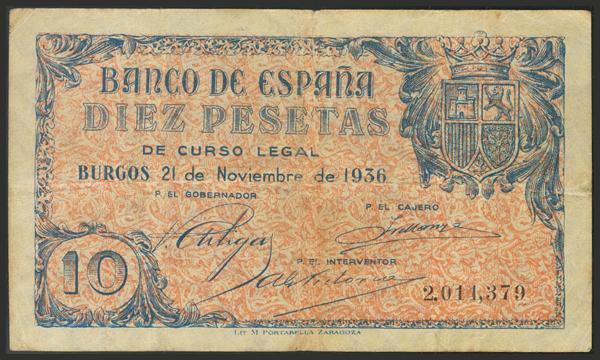 BANCO DE ESPAÑA
DIEZ PESETAS
DE CURSO LEGAL
BURGOS 21 de Noviembre de 1936
P. EL GOBERNADOR
P. EL CAJERO
P. EL INTERVENTOR
10
2,011,379
LIT. M. PORTABELLA ZARAGOZA